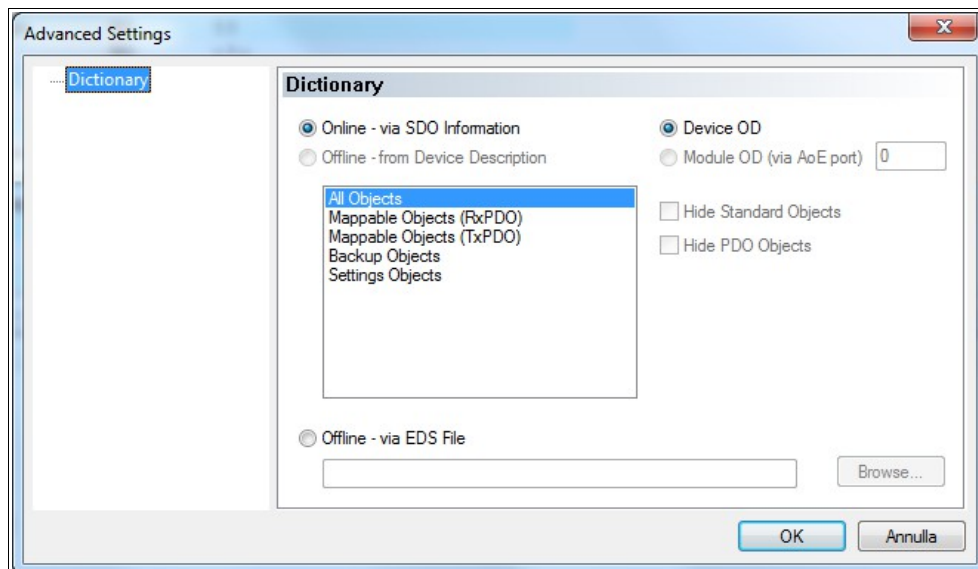 Advanced Settings
Dictionary
Dictionary
Online - via SDO Information
Device OD
Offline - from Device Description
Module OD (via AoE port) 0
All Objects
Mappable Objects (RxPDO)
Mappable Objects (TxPDO)
Backup Objects
Settings Objects
Hide Standard Objects
Hide PDO Objects
Offline - via EDS File
Browse...
OK
Annulla